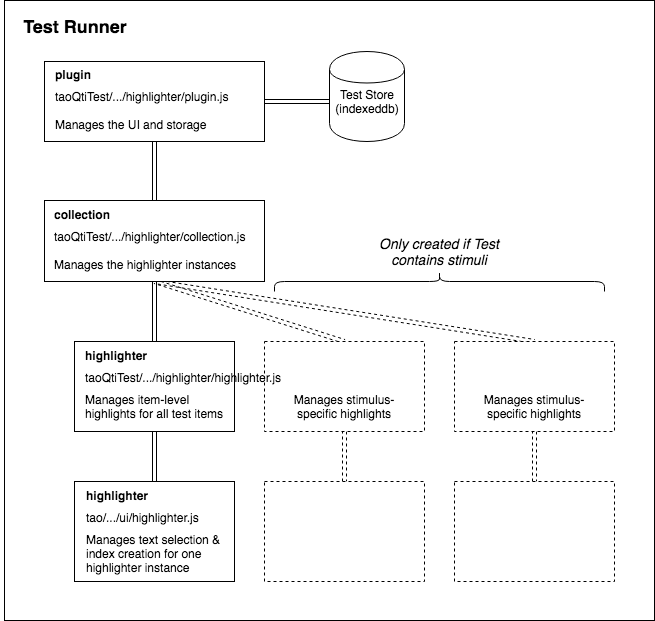 Test Runner
plugin
taoQtiTest/.../highlighter/plugin.js
Manages the UI and storage
Test Store
(indexeddb)
collection
taoQtiTest/.../highlighter/collection.js
Manages the highlighter instances
Only created if Test
contains stimuli
highlighter
taoQtiTest/.../highlighter/highlighter.js
Manages item-level
highlights for all test items
Manages stimulus-
specific highlights
Manages stimulus-
specific highlights
highlighter
tao/.../ui/highlighter.js
Manages text selection &
index creation for one
highlighter instance